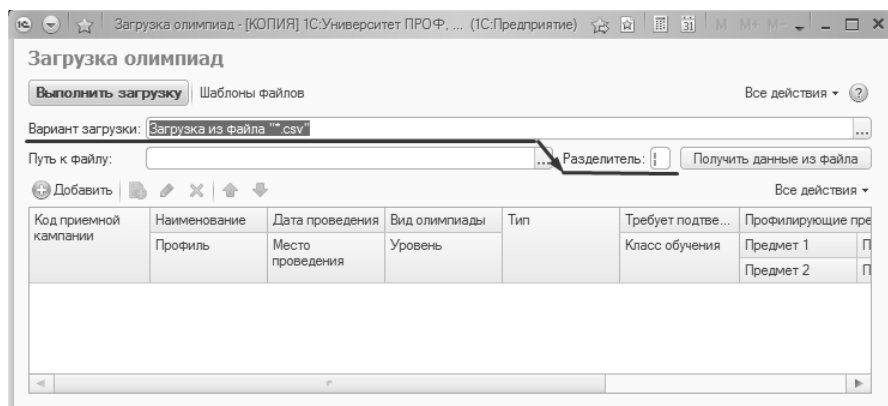 Загрузка олимпиад - [КОПИЯ] 1С:Университет ПРОФ, ... (1С:Предприятие) 31 M M+ M-
Загрузка олимпиад
Выполнить загрузку Шаблоны файлов Все действия ?
Вариант загрузки: Загрузка из файла "*.csv" ...
Путь к файлу: ... Разделитель: ¦ Получить данные из файла
Добавить Все действия
Код приемной кампании Наименование Дата проведения Вид олимпиады Тип Требует подтве... Профилирующие пре
Профиль Место проведения Уровень Класс обучения Предмет 1 П
Предмет 2 П